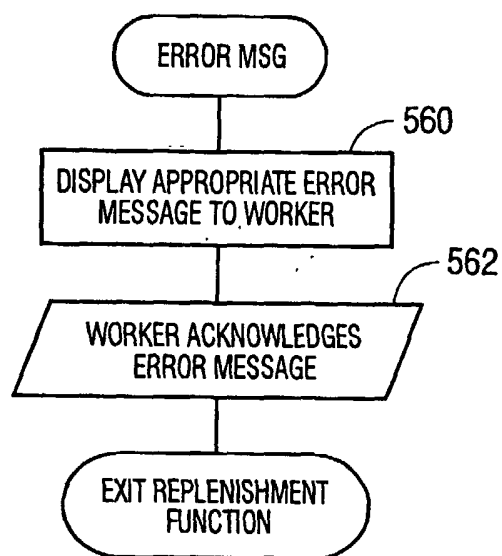 ERROR MSG
560
DISPLAY APPROPRIATE ERROR
MESSAGE TO WORKER
562
WORKER ACKNOWLEDGES
ERROR MESSAGE
EXIT REPLENISHMENT
FUNCTION